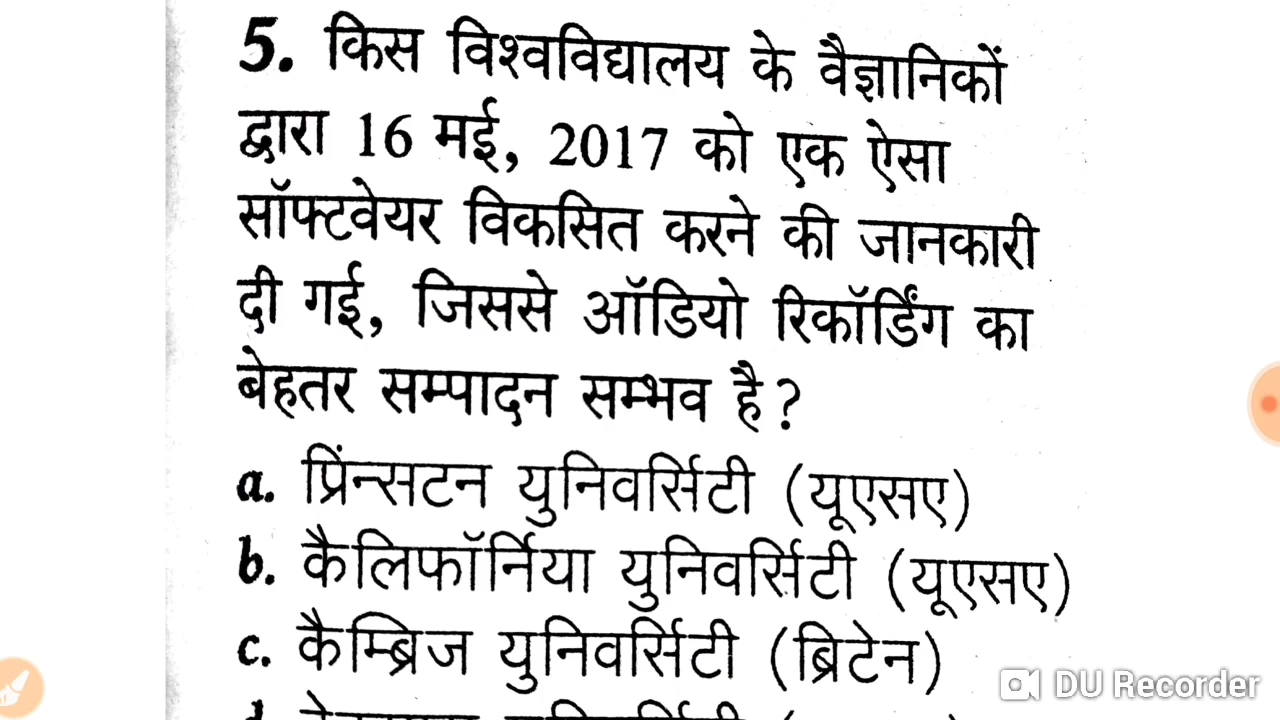 5. किस विश्वविद्यालय के वैज्ञानिकों
द्वारा 16 मई, 2017 को एक ऐसा
सॉफ्टवेयर विकसित करने की जानकारी
दी गई, जिससे ऑडियो रिकॉर्डिंग का
बेहतर सम्पादन सम्भव है?
a. प्रिंन्सटन युनिवर्सिटी (यूएसए)
b. कैलिफॉर्निया युनिवर्सिटी (यूएसए)
c. कैम्ब्रिज युनिवर्सिटी (ब्रिटेन)
DU Recorder